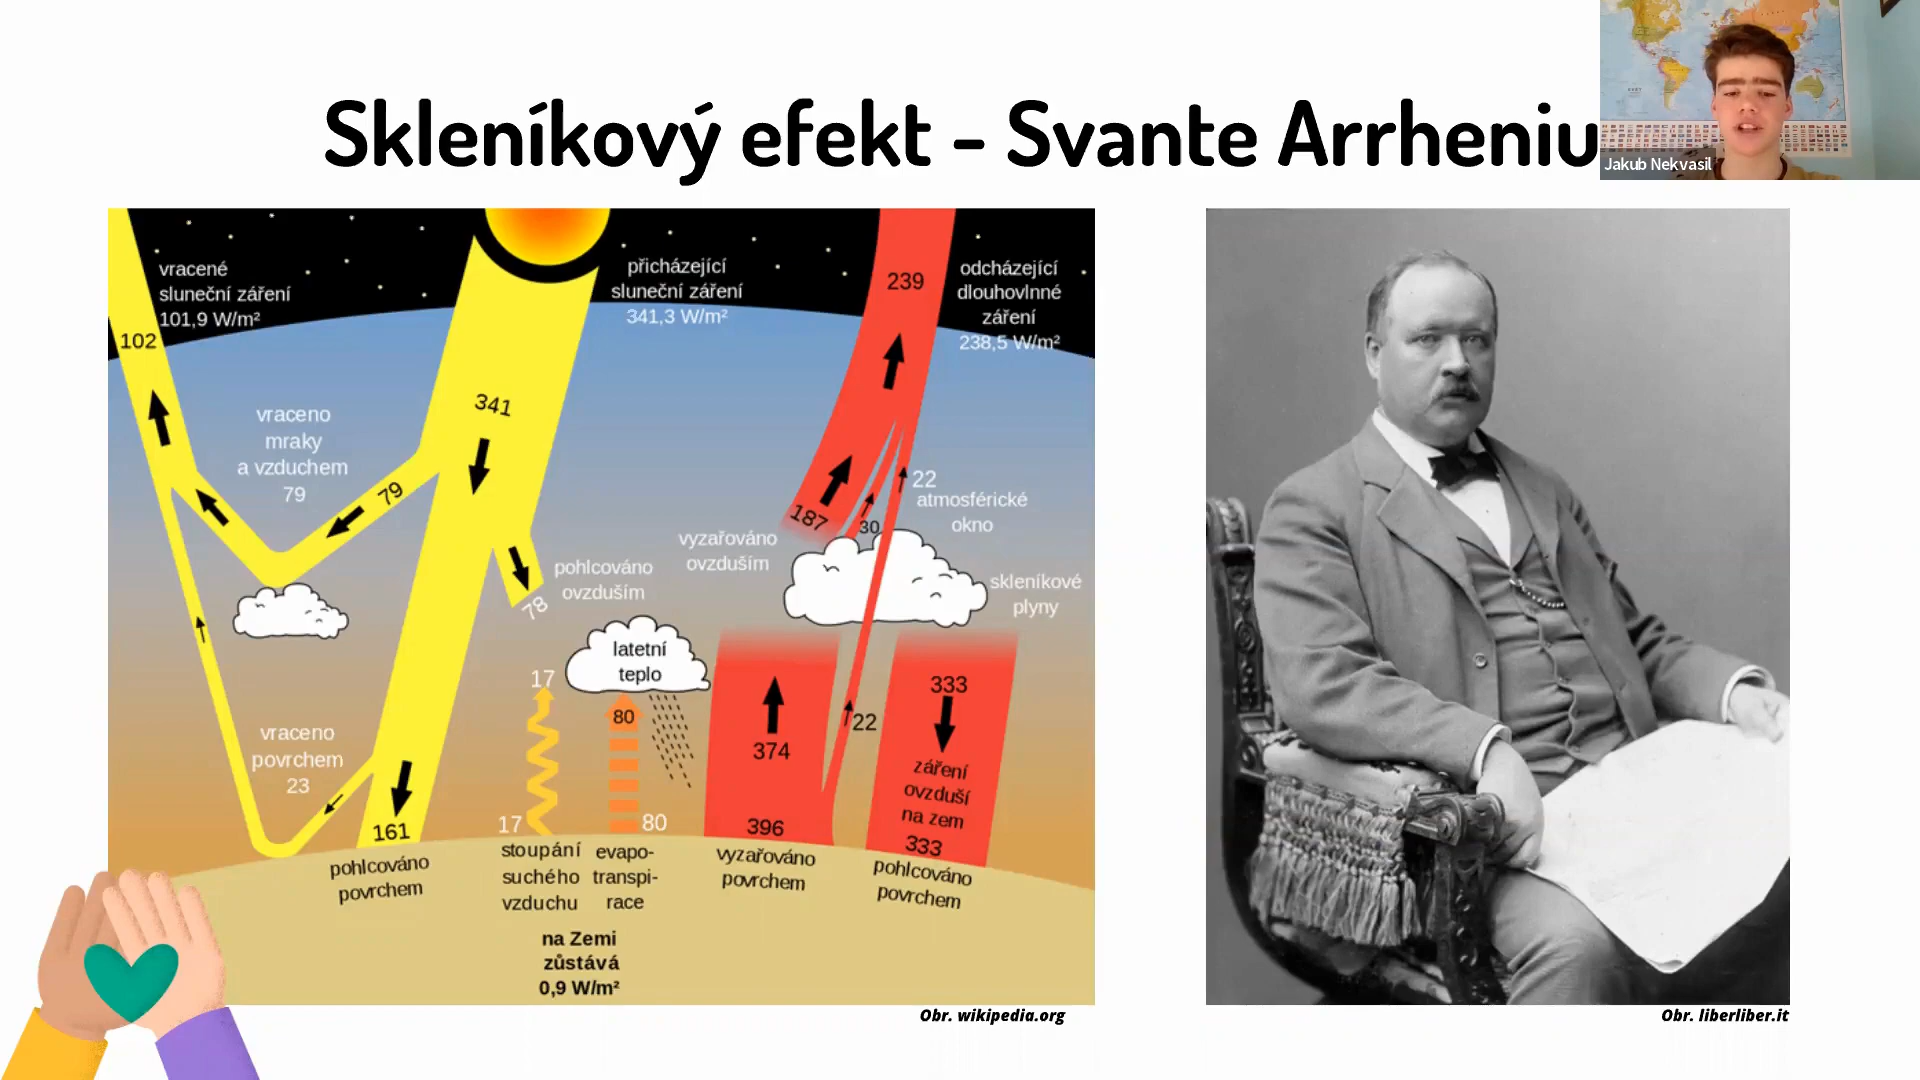 Skleníkový efekt - Svante Arrheniu
Jakub Nekvasil
vracené
sluneční záření
101,9 W/m²
102
přicházející
sluneční záření
341,3 W/m²
239
odcházející
dlouhovlnné
záření
238,5 W/m²
341
vraceno
mraky
a vzduchem
79
79
187
30
22
atmosférické
okno
vyzařováno
ovzduším
pohlcováno
ovzduším
78
skleníkové
plyny
latetní
teplo
17
80
333
22
374
vraceno
povrchem
23
záření
ovzduší
na zem
161
17
80
396
333
pohlcováno
povrchem
stoupání
suchého
vzduchu
evapo-
transpi-
race
vyzařováno
povrchem
pohlcováno
povrchem
na Zemi
zůstává
0,9 W/m²
Obr. wikipedia.org
Obr. liberliber.it